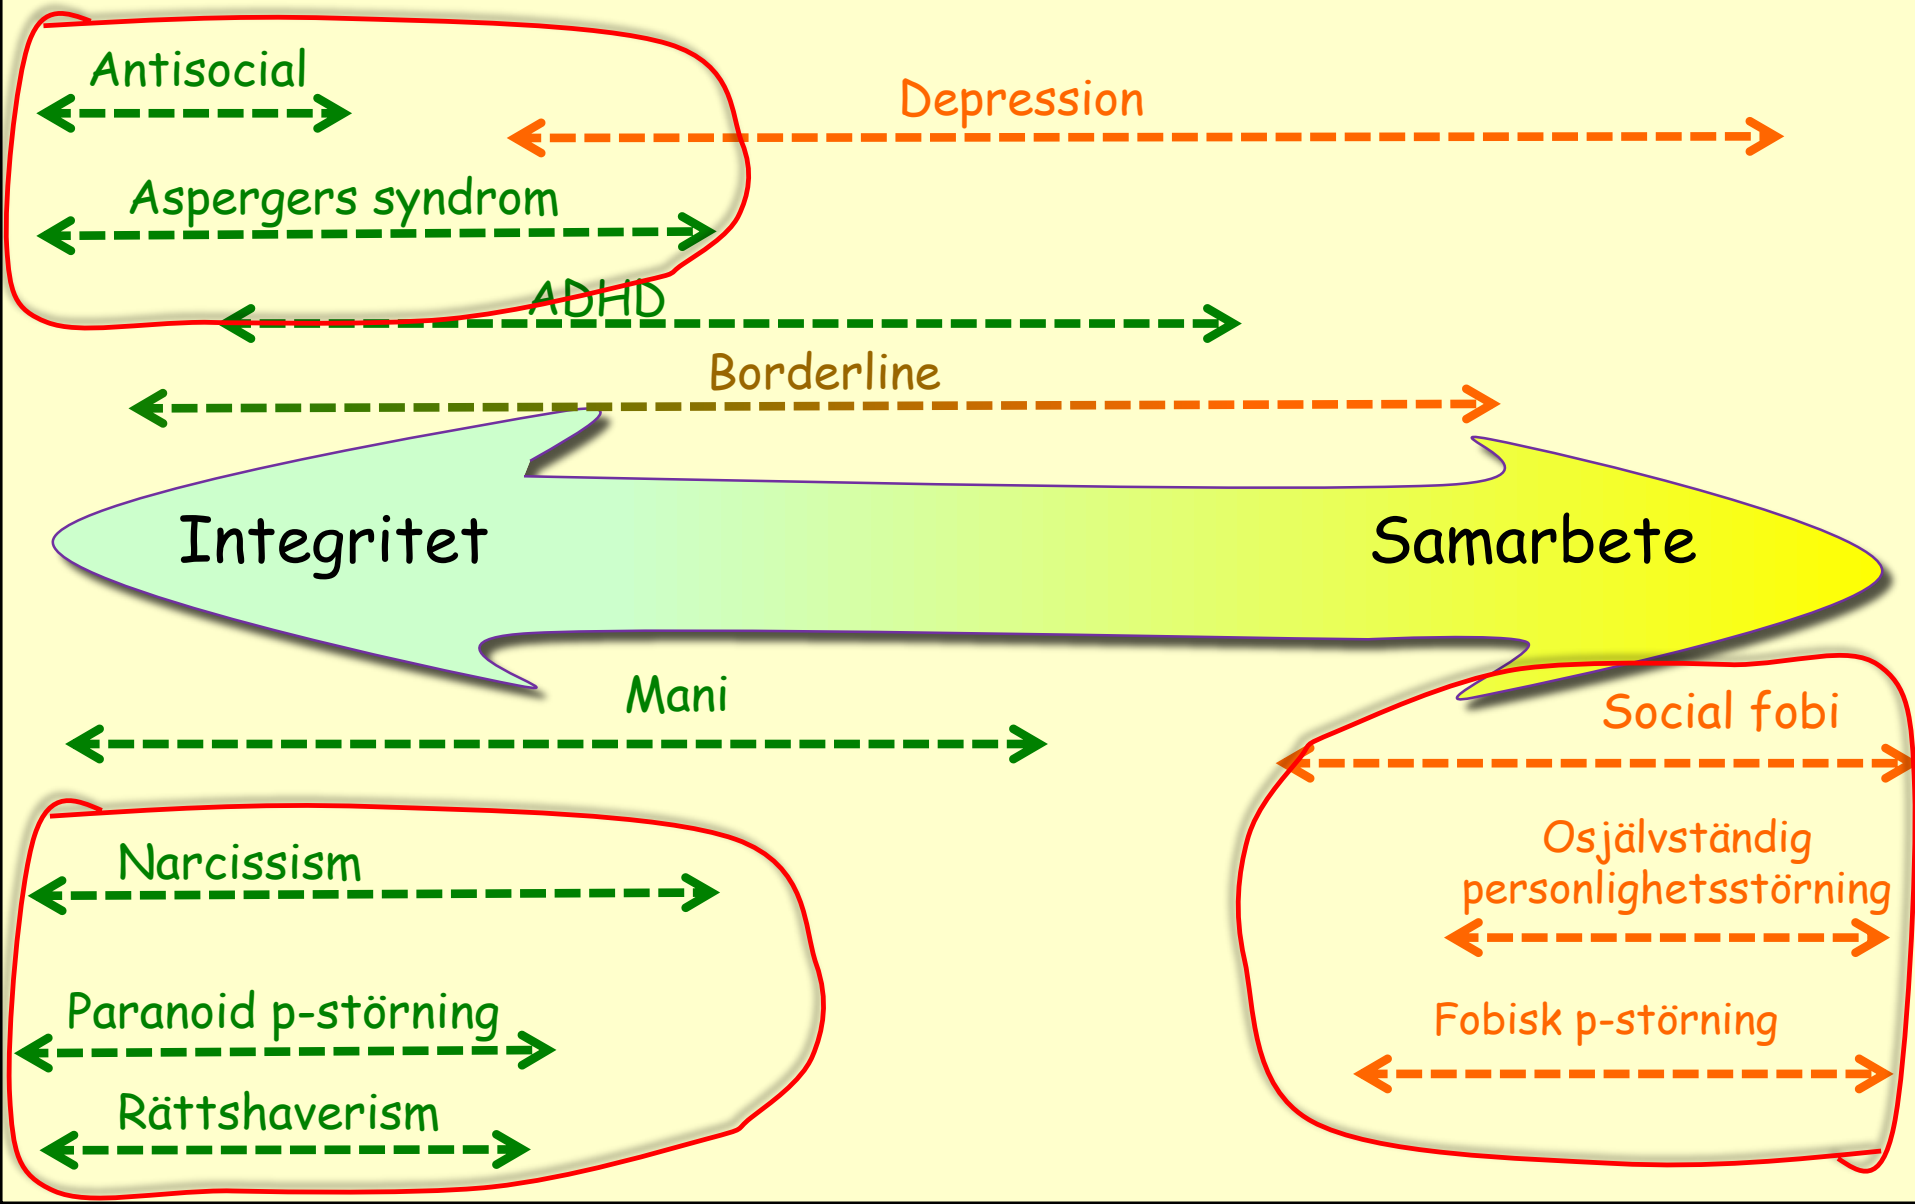 Antisocial
Depression
Aspergers syndrom
ADHD
Borderline
Integritet
Samarbete
Mani
Social fobi
Narcissism
Osjälvständig
personlighetsstörning
Paranoid p-störning
Fobisk p-störning
Rättshaverism